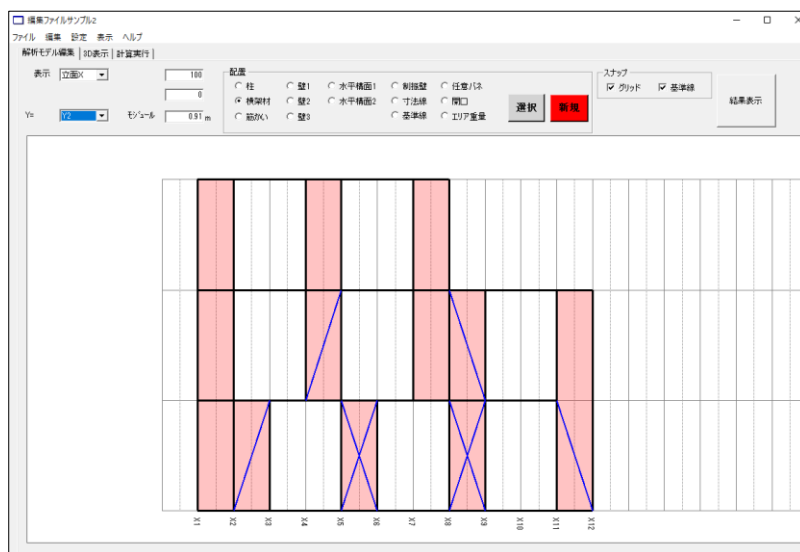 編集ファイルサンプル2
ファイル 編集 設定 表示 ヘルプ
解析モデル編集 3D表示 計算実行
表示 立面X 100
0
Y= Y2 モジュール 0.91 m
配置
柱 壁1 水平構面1 制振壁 任意バネ
横架材 壁2 水平構面2 寸法線 開口
筋かい 壁3 基準線 エリア重量
選択 新規
スナップ
グリッド 基準線
結果表示
X1 X2 X3 X4 X5 X6 X7 X8 X9 X10 X11 X12